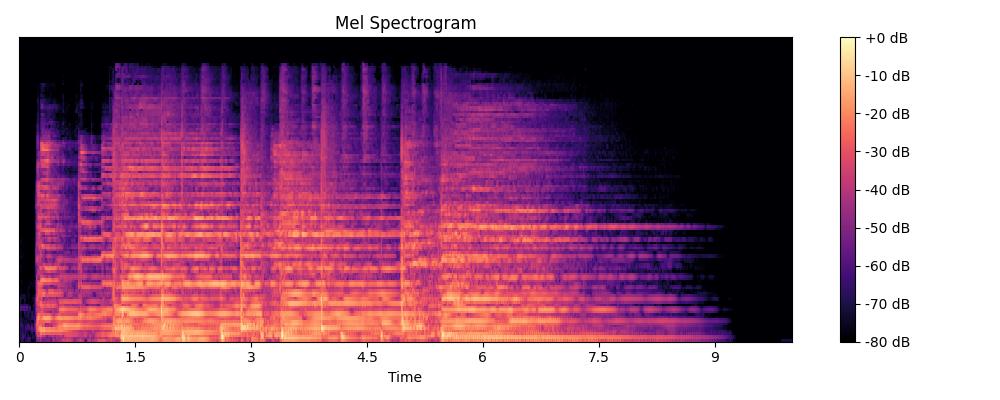 Mel Spectrogram
+0 dB
-10 dB
-20 dB
-30 dB
-40 dB
-50 dB
-60 dB
-70 dB
-80 dB
0 1.5 3 4.5 6 7.5 9
Time